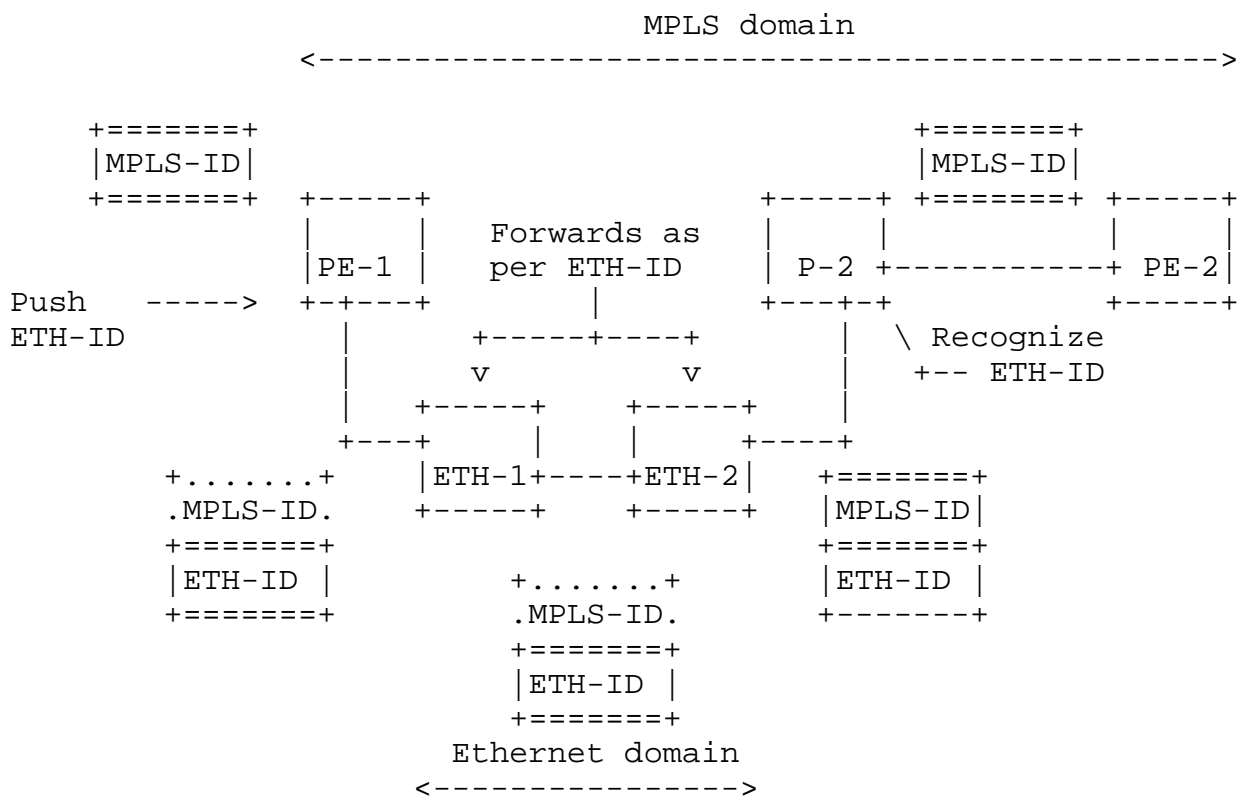 MPLS domain
<----------------------------------------------->
+=======+ +=======+
|MPLS-ID| |MPLS-ID|
+=======+ +-----+ +-----+ +=======+ +-----+
| | Forwards as | | | |
|PE-1 | per ETH-ID | P-2 +-----------+ PE-2|
Push -----> +-+---+ | +---+-+ +-----+
ETH-ID | +-----+----+ | \ Recognize
| v v | +-- ETH-ID
| +-----+ +-----+ |
+---+ | | +----+
+.......+ |ETH-1+----+ETH-2| +=======+
.MPLS-ID. +-----+ +-----+ |MPLS-ID|
+=======+ +=======+
|ETH-ID | +.......+ |ETH-ID |
+=======+ .MPLS-ID. +-------+
+=======+
|ETH-ID |
+=======+
Ethernet domain
<---------------->